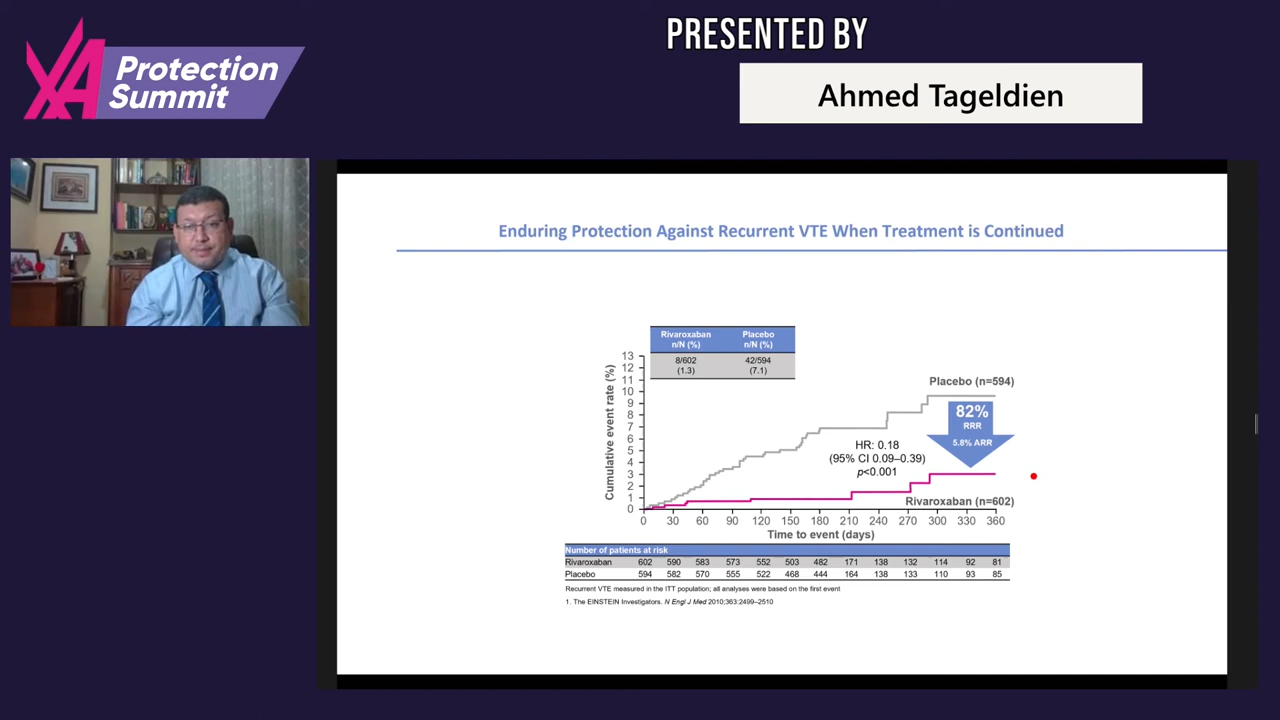 XA Protection
Summit
PRESENTED BY
Ahmed Tageldien
Enduring Protection Against Recurrent VTE When Treatment is Continued
Rivaroxaban Placebo
n/N (%) n/N (%)
8/602 42/594
(1.3) (7.1)
Cumulative event rate (%)
13
12
11
10
9
8
7
6
5
4
3
2
1
0
Placebo (n=594)
82%
RRR
5.8% ARR
HR: 0.18
(95% CI 0.09–0.39)
p<0.001
Rivaroxaban (n=602)
0 30 60 90 120 150 180 210 240 270 300 330 360
Time to event (days)
Number of patients at risk
Rivaroxaban 602 590 583 573 552 503 482 171 138 132 114 92 81
Placebo 594 582 570 555 522 468 444 164 138 133 110 93 85
Recurrent VTE measured in the ITT population; all analyses were based on the first event
1. The EINSTEIN Investigators. N Engl J Med 2010;363:2499–2510